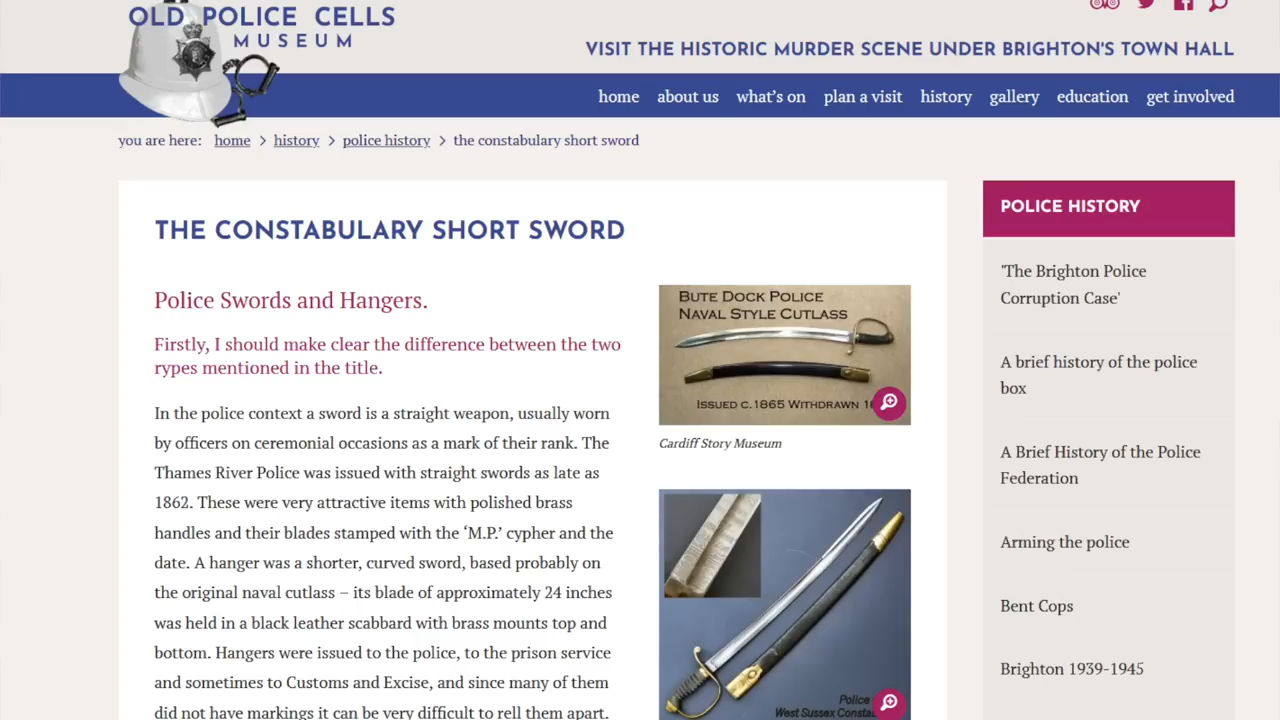 OLD POLICE CELLS
MUSEUM
VISIT THE HISTORIC MURDER SCENE UNDER BRIGHTON'S TOWN HALL
home about us what's on plan a visit history gallery education get involved
you are here: home > history > police history > the constabulary short sword
THE CONSTABULARY SHORT SWORD
Police Swords and Hangers.
Firstly, I should make clear the difference between the two
rypes mentioned in the title.
In the police context a sword is a straight weapon, usually worn
by officers on ceremonial occasions as a mark of their rank. The
Thames River Police was issued with straight swords as late as
1862. These were very attractive items with polished brass
handles and their blades stamped with the ‘M.P.’ cypher and the
date. A hanger was a shorter, curved sword, based probably on
the original naval cutlass – its blade of approximately 24 inches
was held in a black leather scabbard with brass mounts top and
bottom. Hangers were issued to the police, to the prison service
and sometimes to Customs and Excise, and since many of them
did not have markings it can be very difficult to rell them apart.
BUTE DOCK POLICE
NAVAL STYLE CUTLASS
ISSUED C.1865 WITHDRAWN
Cardiff Story Museum
Police
West Sussex
POLICE HISTORY
'The Brighton Police
Corruption Case'
A brief history of the police
box
A Brief History of the Police
Federation
Arming the police
Bent Cops
Brighton 1939-1945